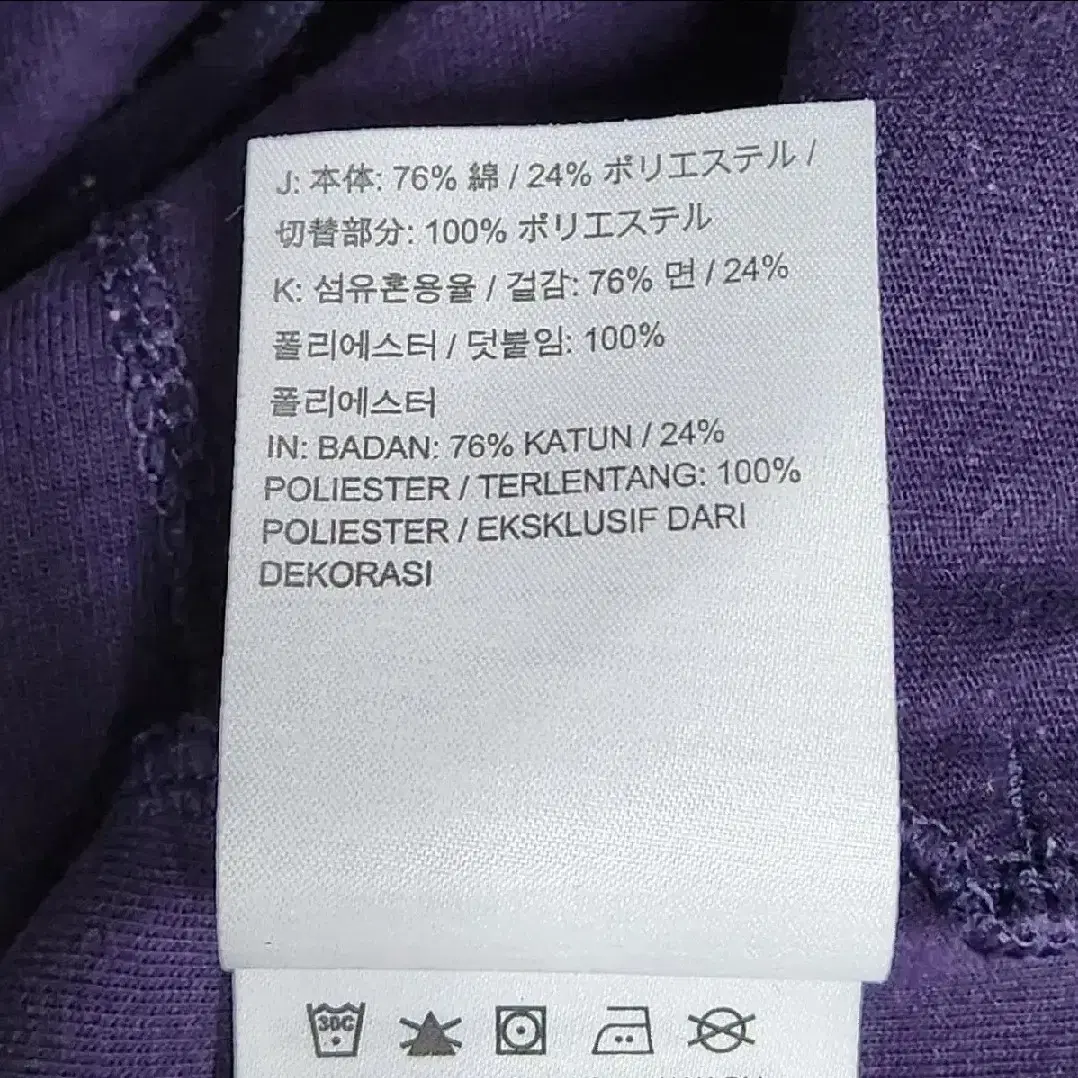 J: 本体: 76% 綿 / 24% ポリエステル /
切替部分: 100% ポリエステル
K: 섬유혼용율 / 겉감: 76% 면 / 24%
폴리에스터 / 덧붙임: 100%
폴리에스터
IN: BADAN: 76% KATUN / 24%
POLIESTER / TERLENTANG: 100%
POLIESTER / EKSKLUSIF DARI
DEKORASI
30C